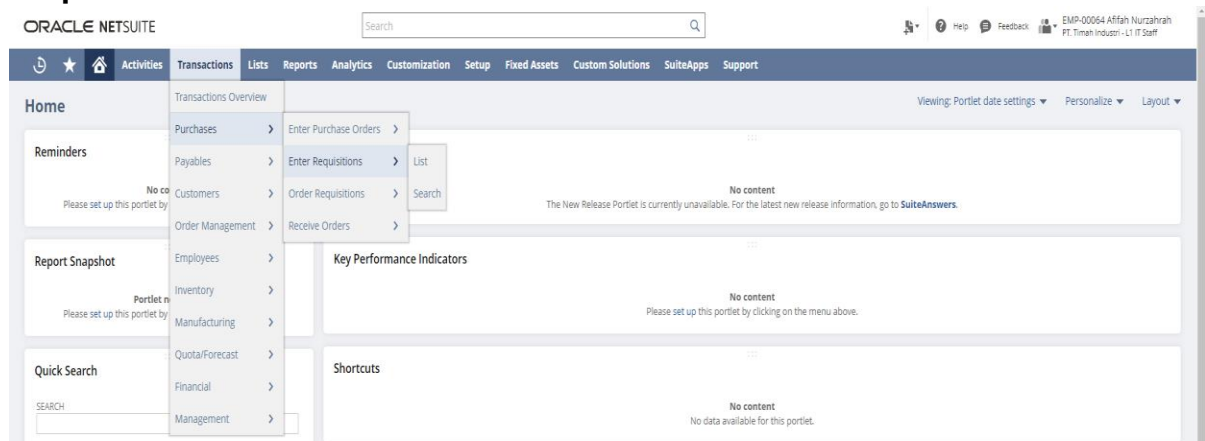 ORACLE NETSUITE
Search
Help
Feedback
EMP-00064 Afifah Nurzahrah
PT. Timah Industri - L1 IT Staff
Activities Transactions Lists Reports Analytics Customization Setup Fixed Assets Custom Solutions SuiteApps Support
Home
Viewing: Portlet date settings Personalize Layout
Transactions Overview
Purchases
Payables
Customers
Order Management
Employees
Inventory
Manufacturing
Quota/Forecast
Financial
Management
Enter Purchase Orders
Enter Requisitions
Order Requisitions
Receive Orders
List
Search
Reminders
No co
Please set up this portlet by
No content
The New Release Portlet is currently unavailable. For the latest new release information, go to SuiteAnswers.
Report Snapshot
Portlet n
Please set up this portlet by
Key Performance Indicators
No content
Please set up this portlet by clicking on the menu above.
Quick Search
SEARCH
Shortcuts
No content
No data available for this portlet.